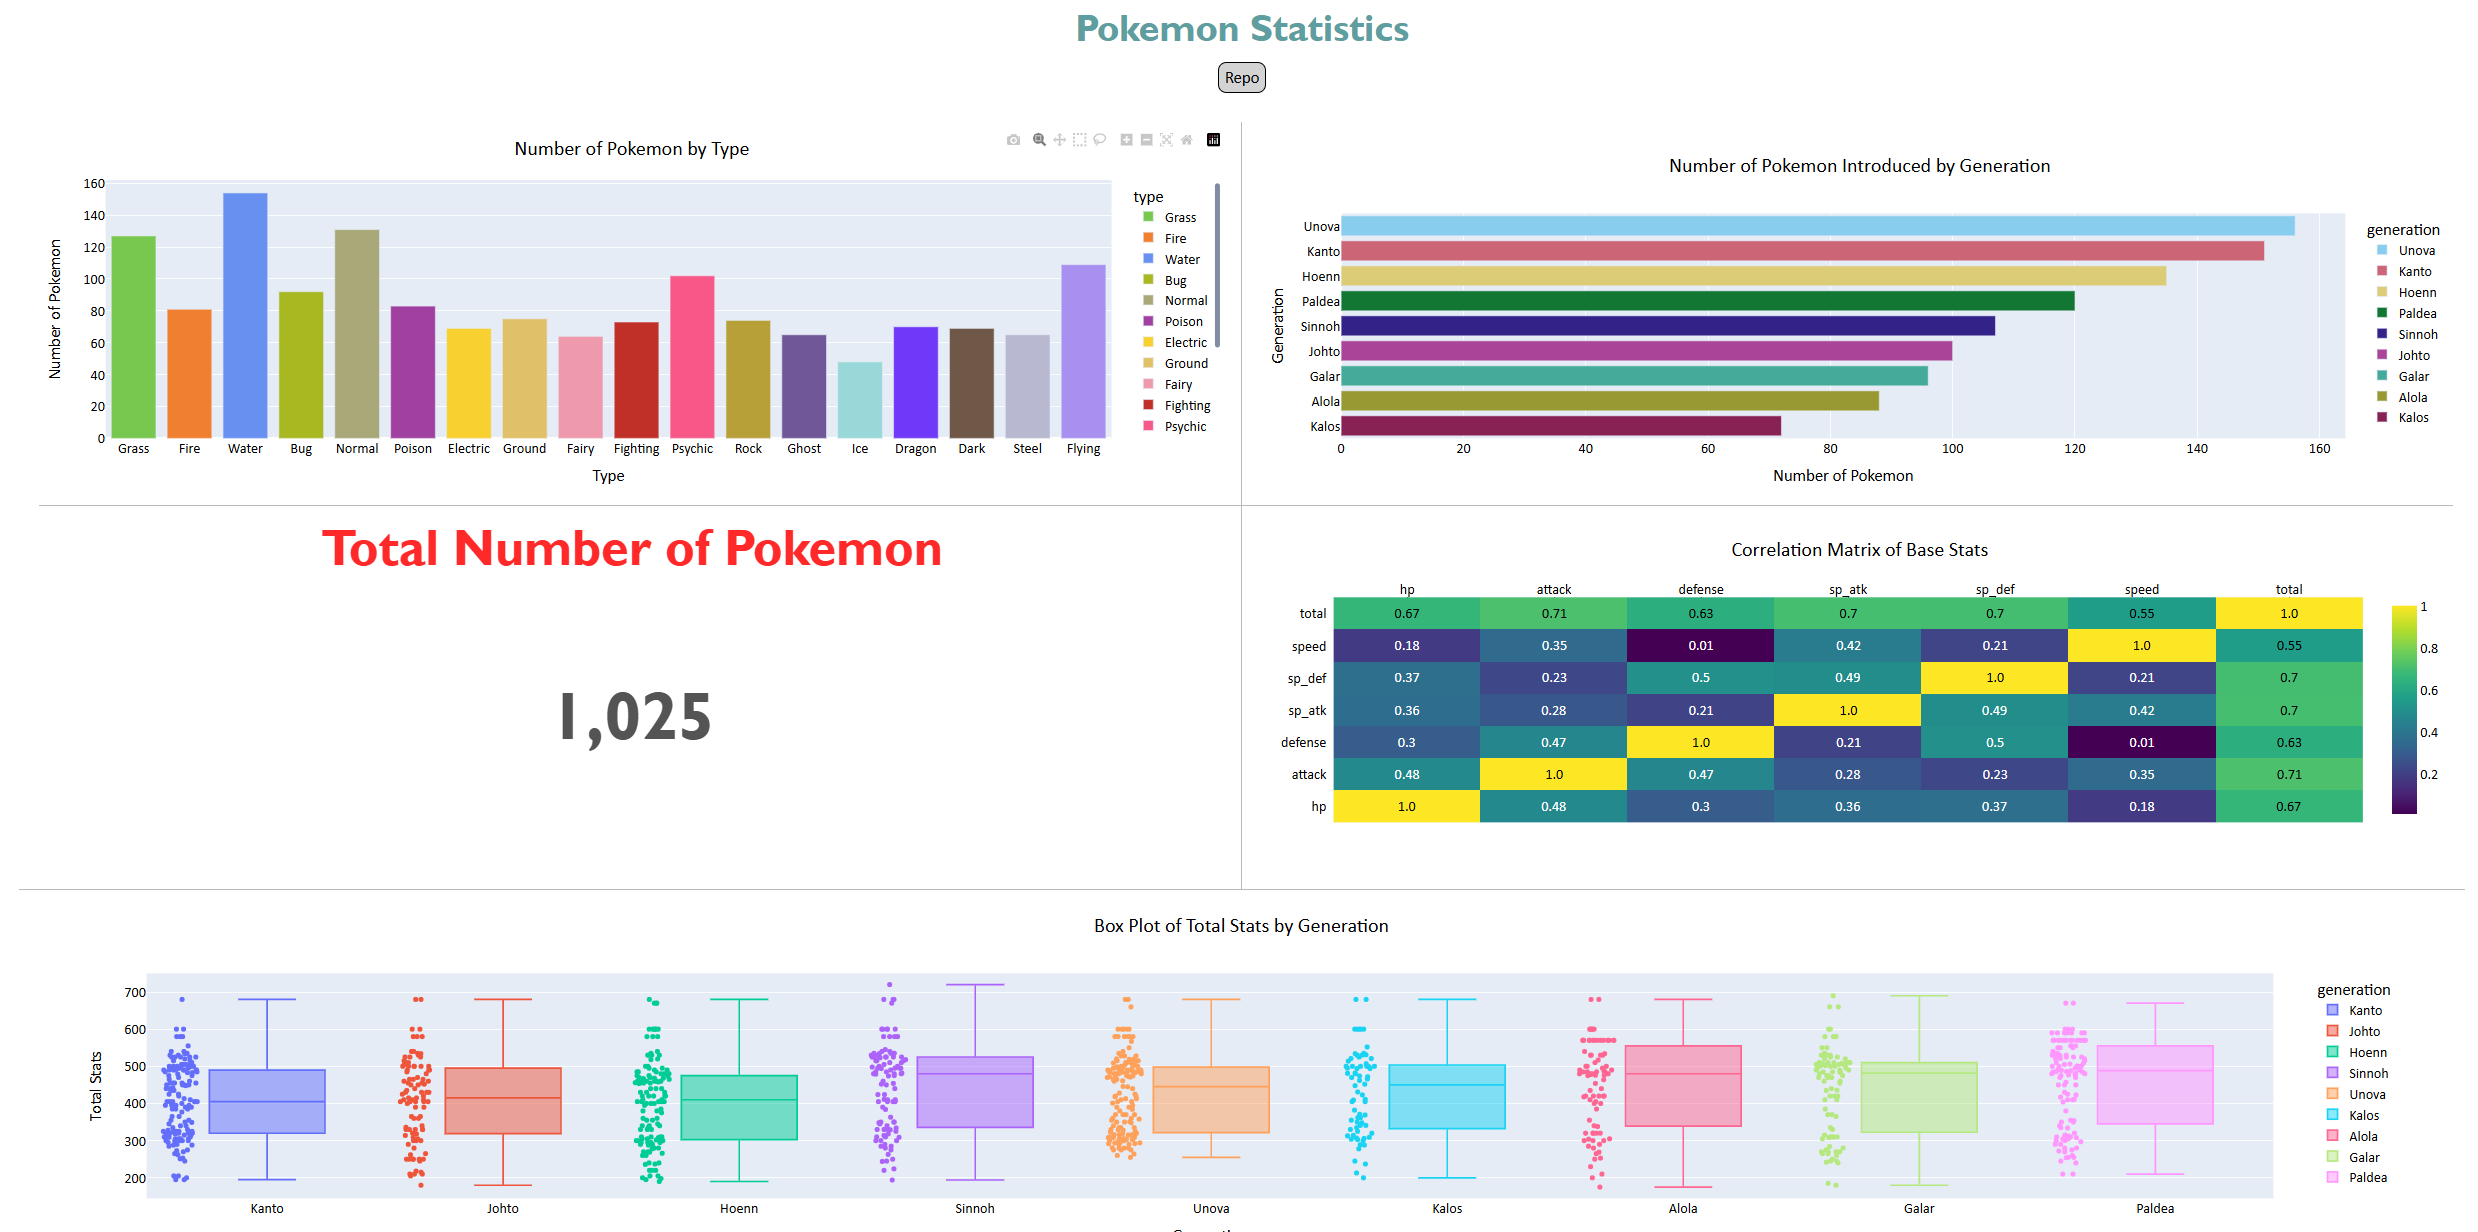 Pokemon Statistics
Repo
Number of Pokemon by Type
Number of Pokemon
160
140
120
100
80
60
40
20
0
Grass Fire Water Bug Normal Poison Electric Ground Fairy Fighting Psychic Rock Ghost Ice Dragon Dark Steel Flying
Type
type
Grass
Fire
Water
Bug
Normal
Poison
Electric
Ground
Fairy
Fighting
Psychic
Number of Pokemon Introduced by Generation
Generation
Unova
Kanto
Hoenn
Paldea
Sinnoh
Johto
Galar
Alola
Kalos
0 20 40 60 80 100 120 140 160
Number of Pokemon
generation
Unova
Kanto
Hoenn
Paldea
Sinnoh
Johto
Galar
Alola
Kalos
Total Number of Pokemon
1,025
Correlation Matrix of Base Stats
hp attack defense sp_atk sp_def speed total
total 0.67 0.71 0.63 0.7 0.7 0.55 1.0
speed 0.18 0.35 0.01 0.42 0.21 1.0 0.55
sp_def 0.37 0.23 0.5 0.49 1.0 0.21 0.7
sp_atk 0.36 0.28 0.21 1.0 0.49 0.42 0.7
defense 0.3 0.47 1.0 0.21 0.5 0.01 0.63
attack 0.48 1.0 0.47 0.28 0.23 0.35 0.71
hp 1.0 0.48 0.3 0.36 0.37 0.18 0.67
1
0.8
0.6
0.4
0.2
Box Plot of Total Stats by Generation
Total Stats
700
600
500
400
300
200
Kanto Johto Hoenn Sinnoh Unova Kalos Alola Galar Paldea
generation
Kanto
Johto
Hoenn
Sinnoh
Unova
Kalos
Alola
Galar
Paldea